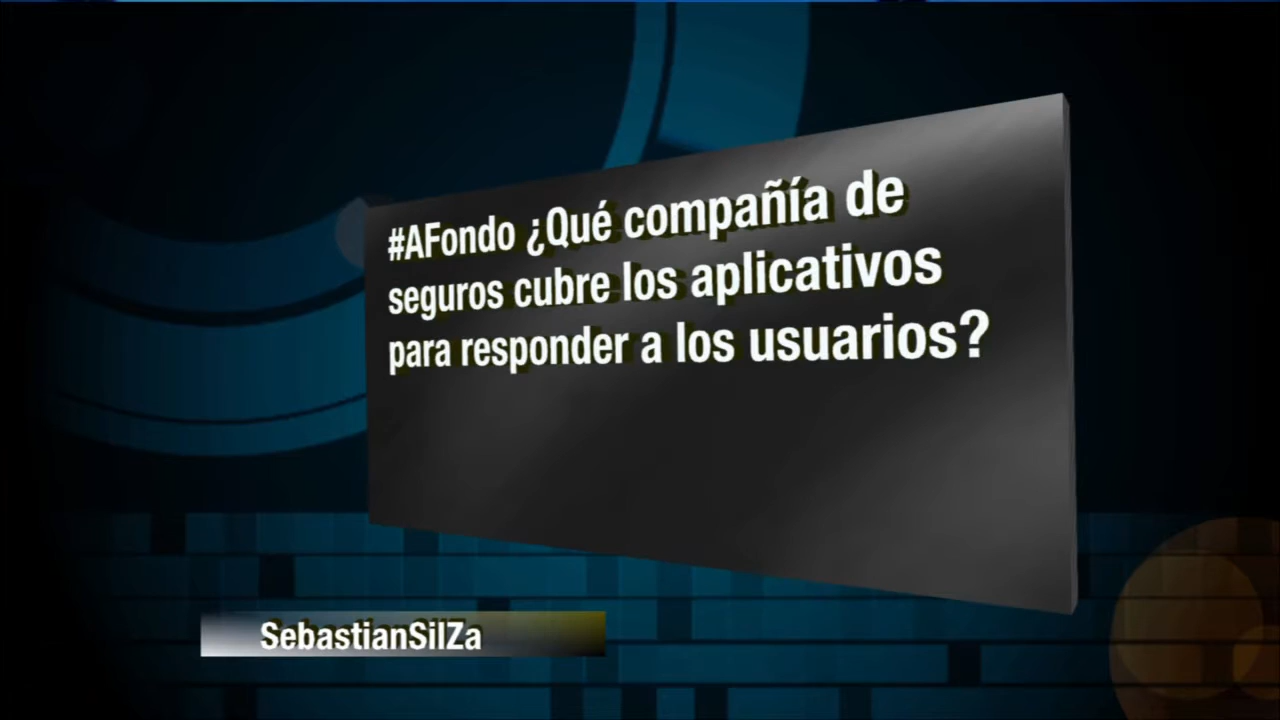 #AFondo ¿Qué compañía de
seguros cubre los aplicativos
para responder a los usuarios?
SebastianSilZa